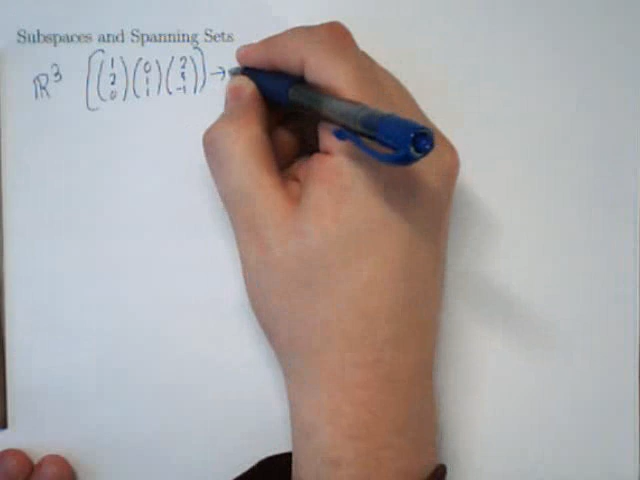 Subspaces and Spanning Sets
ℝ³ [(1 2 0) (0 1 1) (2 5 -1)] →